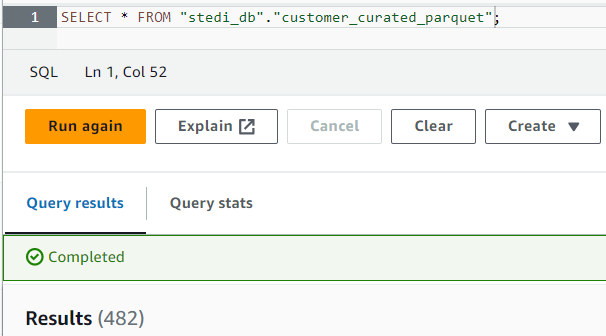 1 SELECT * FROM "stedi_db"."customer_curated_parquet";
SQL Ln 1, Col 52
Run again Explain Cancel Clear Create
Query results Query stats
Completed
Results (482)